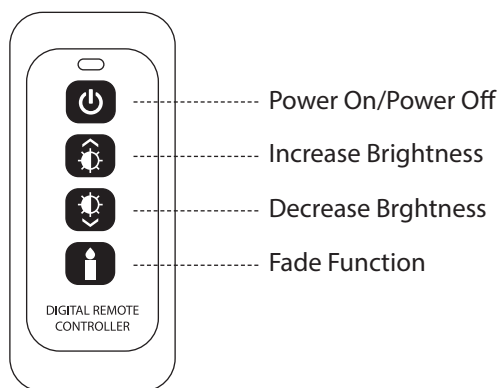 Power On/Power Off
Increase Brightness
Decrease Brghtness
Fade Function
DIGITAL REMOTE
CONTROLLER